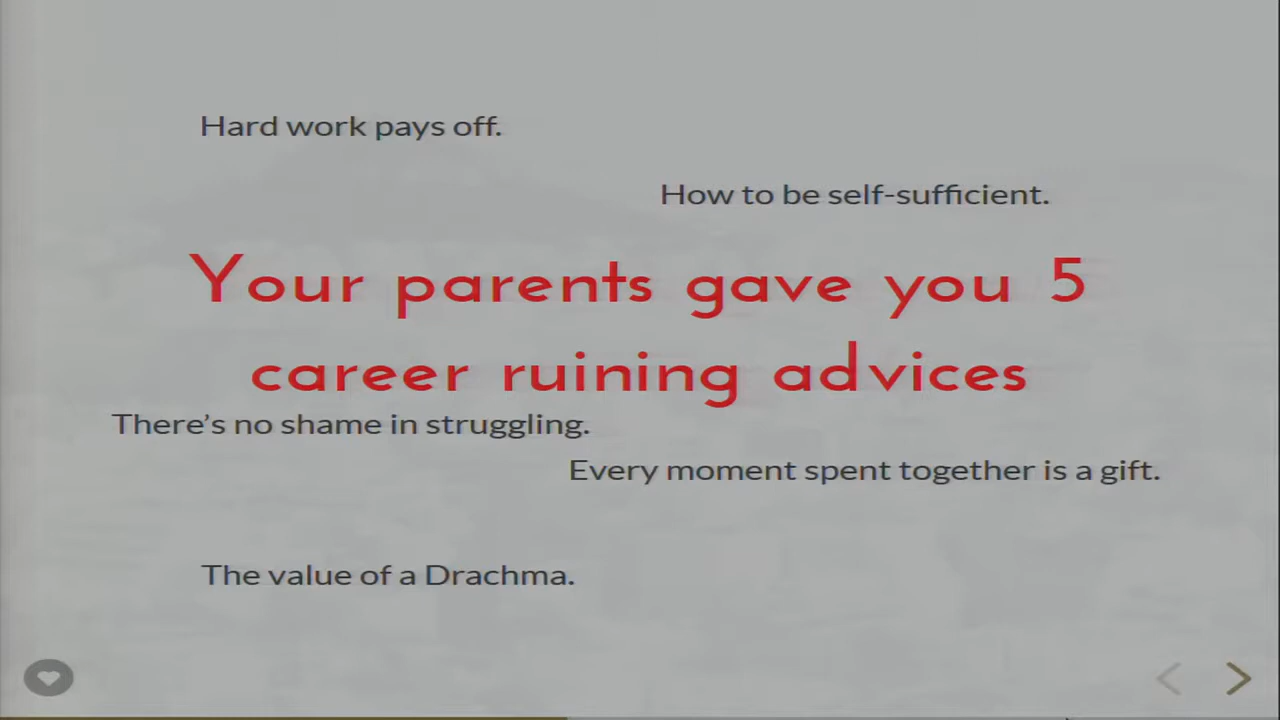 Hard work pays off.
How to be self-sufficient.
Your parents gave you 5
career ruining advices
There’s no shame in struggling.
Every moment spent together is a gift.
The value of a Drachma.